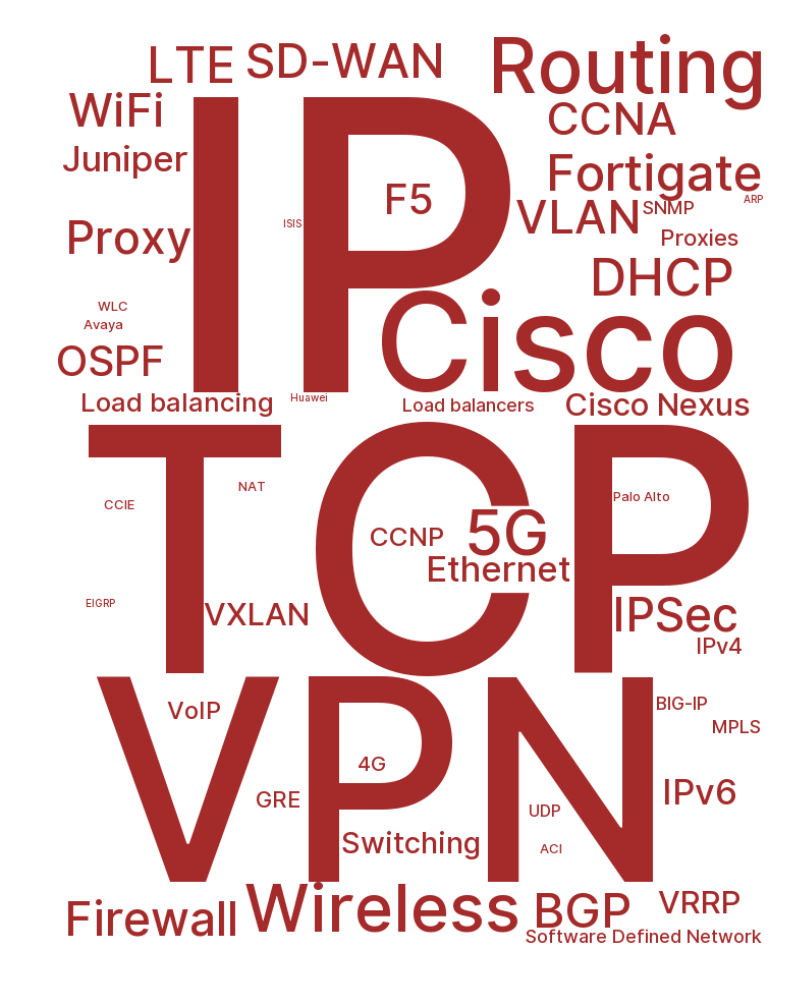 LTE
SD-WAN
Routing
WiFi
CCNA
Juniper
IP
Fortigate
F5
ARP
VLAN
SNMP
ISIS
Proxy
Proxies
DHCP
WLC
Avaya
Cisco
OSPF
Load balancing
Huawei
Load balancers
Cisco Nexus
TCP
NAT
Palo Alto
CCIE
CCNP
5G
Ethernet
EIGRP
VXLAN
IPSec
IPv4
VPN
VoIP
BIG-IP
MPLS
4G
GRE
IPv6
UDP
Switching
ACI
Firewall
Wireless
BGP
VRRP
Software Defined Network